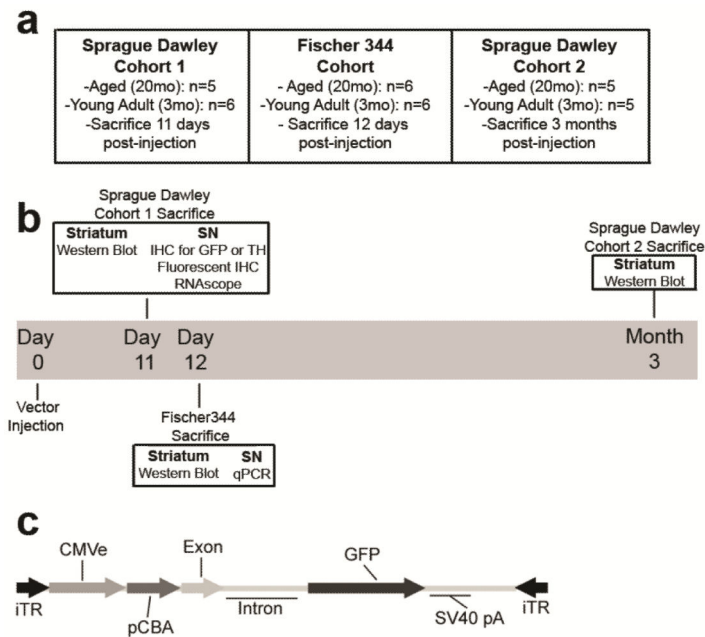 a
Sprague Dawley
Cohort 1
-Aged (20mo): n=5
-Young Adult (3mo): n=6
-Sacrifice 11 days
post-injection
Fischer 344
Cohort
- Aged (20mo): n=6
-Young Adult (3mo): n=6
- Sacrifice 12 days
post-injection
Sprague Dawley
Cohort 2
-Aged (20mo): n=5
-Young Adult (3mo): n=5
-Sacrifice 3 months
post-injection
b
Sprague Dawley
Cohort 1 Sacrifice
Striatum SN
Western Blot IHC for GFP or TH
Fluorescent IHC
RNAscope
Sprague Dawley
Cohort 2 Sacrifice
Striatum
Western Blot
Day Day Day Month
0 11 12 3
Vector
Injection
Fischer344
Sacrifice
Striatum SN
Western Blot qPCR
c
CMVe Exon GFP
iTR pCBA Intron SV40 pA iTR